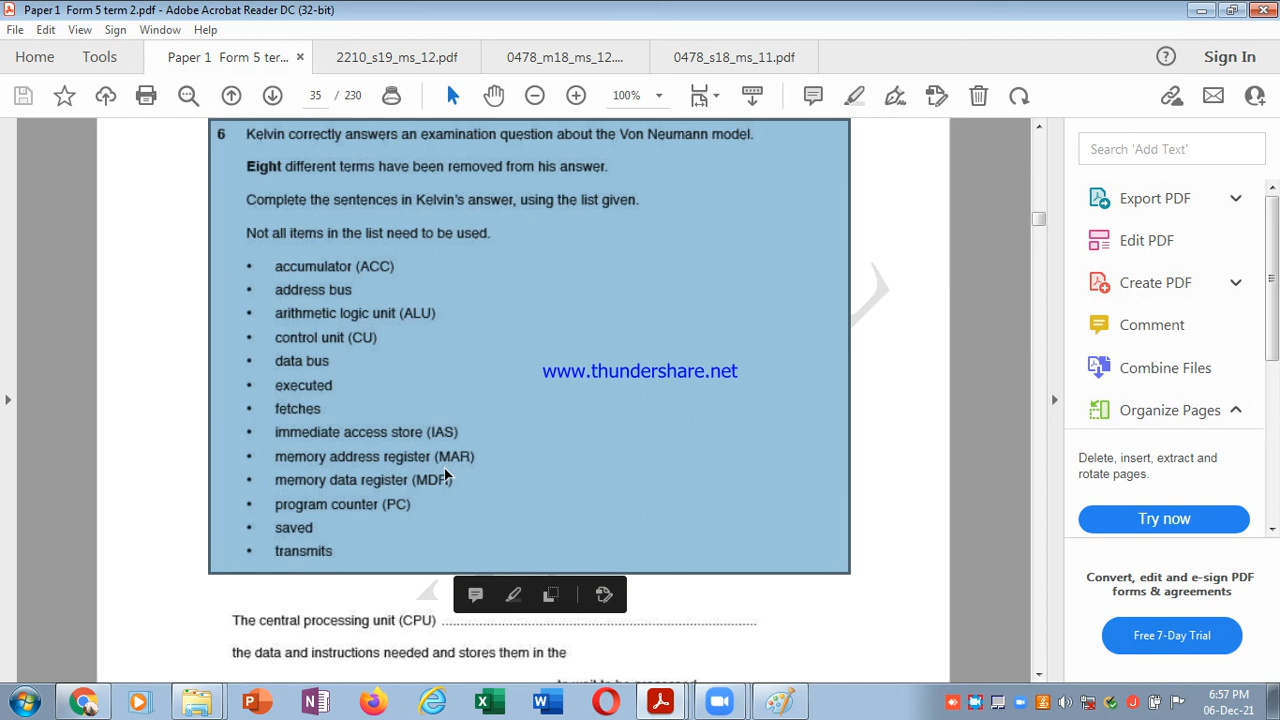 Paper 1 Form 5 term 2.pdf - Adobe Acrobat Reader DC (32-bit)
File Edit View Sign Window Help
Home Tools Paper 1 Form 5 ter... × 2210_s19_ms_12.pdf 0478_m18_ms_12.... 0478_s18_ms_11.pdf ? Sign In
35 / 230 100%
6 Kelvin correctly answers an examination question about the Von Neumann model.
Eight different terms have been removed from his answer.
Complete the sentences in Kelvin's answer, using the list given.
Not all items in the list need to be used.
• accumulator (ACC)
• address bus
• arithmetic logic unit (ALU)
• control unit (CU)
• data bus
• executed
• fetches
• immediate access store (IAS)
• memory address register (MAR)
• memory data register (MDR)
• program counter (PC)
• saved
• transmits
www.thundershare.net
The central processing unit (CPU) ......................................................................................
the data and instructions needed and stores them in the
to wait to be processed.
Search 'Add Text'
Export PDF
Edit PDF
Create PDF
Comment
Combine Files
Organize Pages
Delete, insert, extract and
rotate pages.
Try now
Convert, edit and e-sign PDF
forms & agreements
Free 7-Day Trial
6:57 PM
06-Dec-21